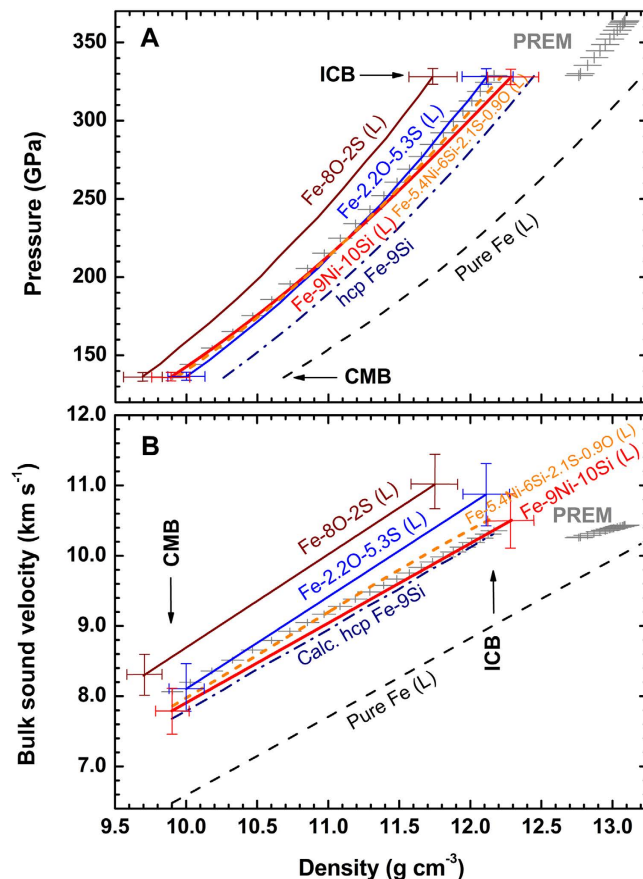 A
PREM
350
ICB
300
Fe-8O-2S (L)
Fe-2.2O-5.3S (L)
Fe-5.4Ni-6Si-2.1S-0.9O (L)
Pressure (GPa)
250
Fe-9Ni-10Si (L)
hcp Fe-9Si
Pure Fe (L)
200
150
CMB
12.0
B
Bulk sound velocity (km s-1)
11.0
Fe-5.4Ni-6Si-2.1S-0.9O (L)
Fe-9Ni-10Si (L)
Fe-8O-2S (L)
PREM
CMB
10.0
Fe-2.2O-5.3S (L)
Calc. hcp Fe-9Si
9.0
ICB
8.0
Pure Fe (L)
7.0
9.5 10.0 10.5 11.0 11.5 12.0 12.5 13.0
Density (g cm-3)